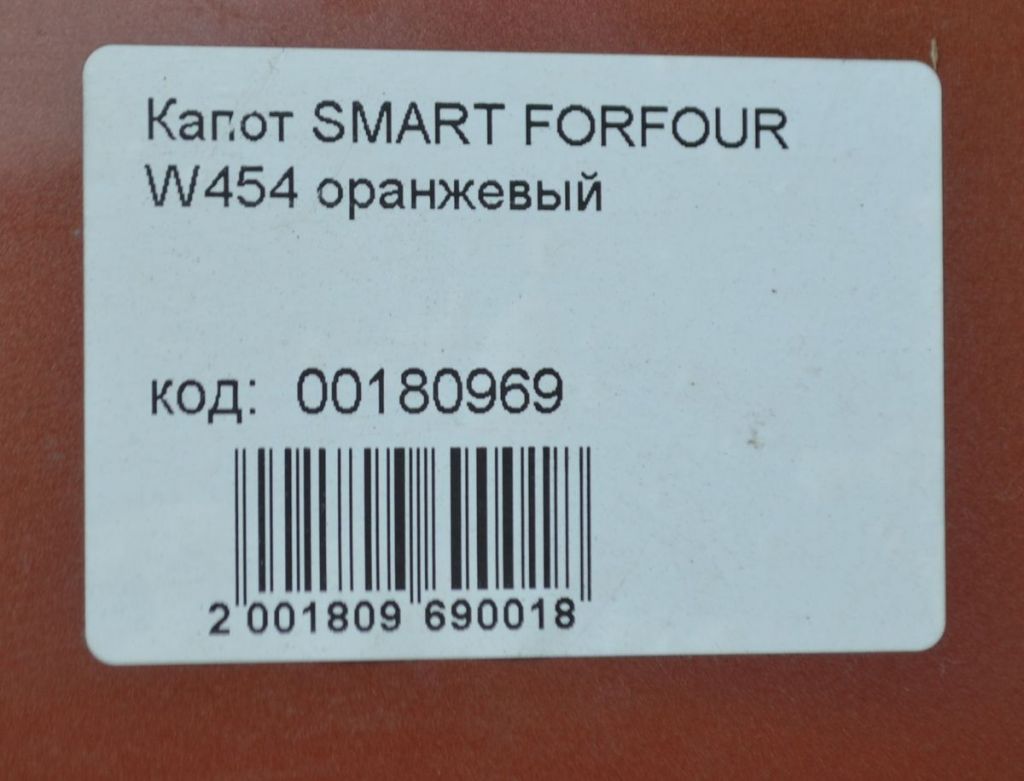 Капот SMART FORFOUR
W454 оранжевый
код: 00180969
2 001809 690018